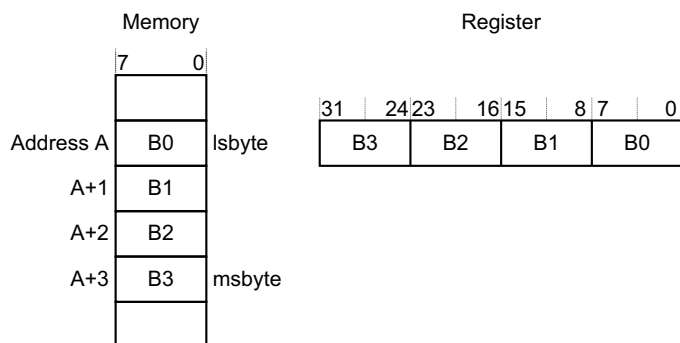 Memory
Register
7 0
31 24 23 16 15 8 7 0
Address A B0 lsbyte
B3 B2 B1 B0
A+1 B1
A+2 B2
A+3 B3 msbyte